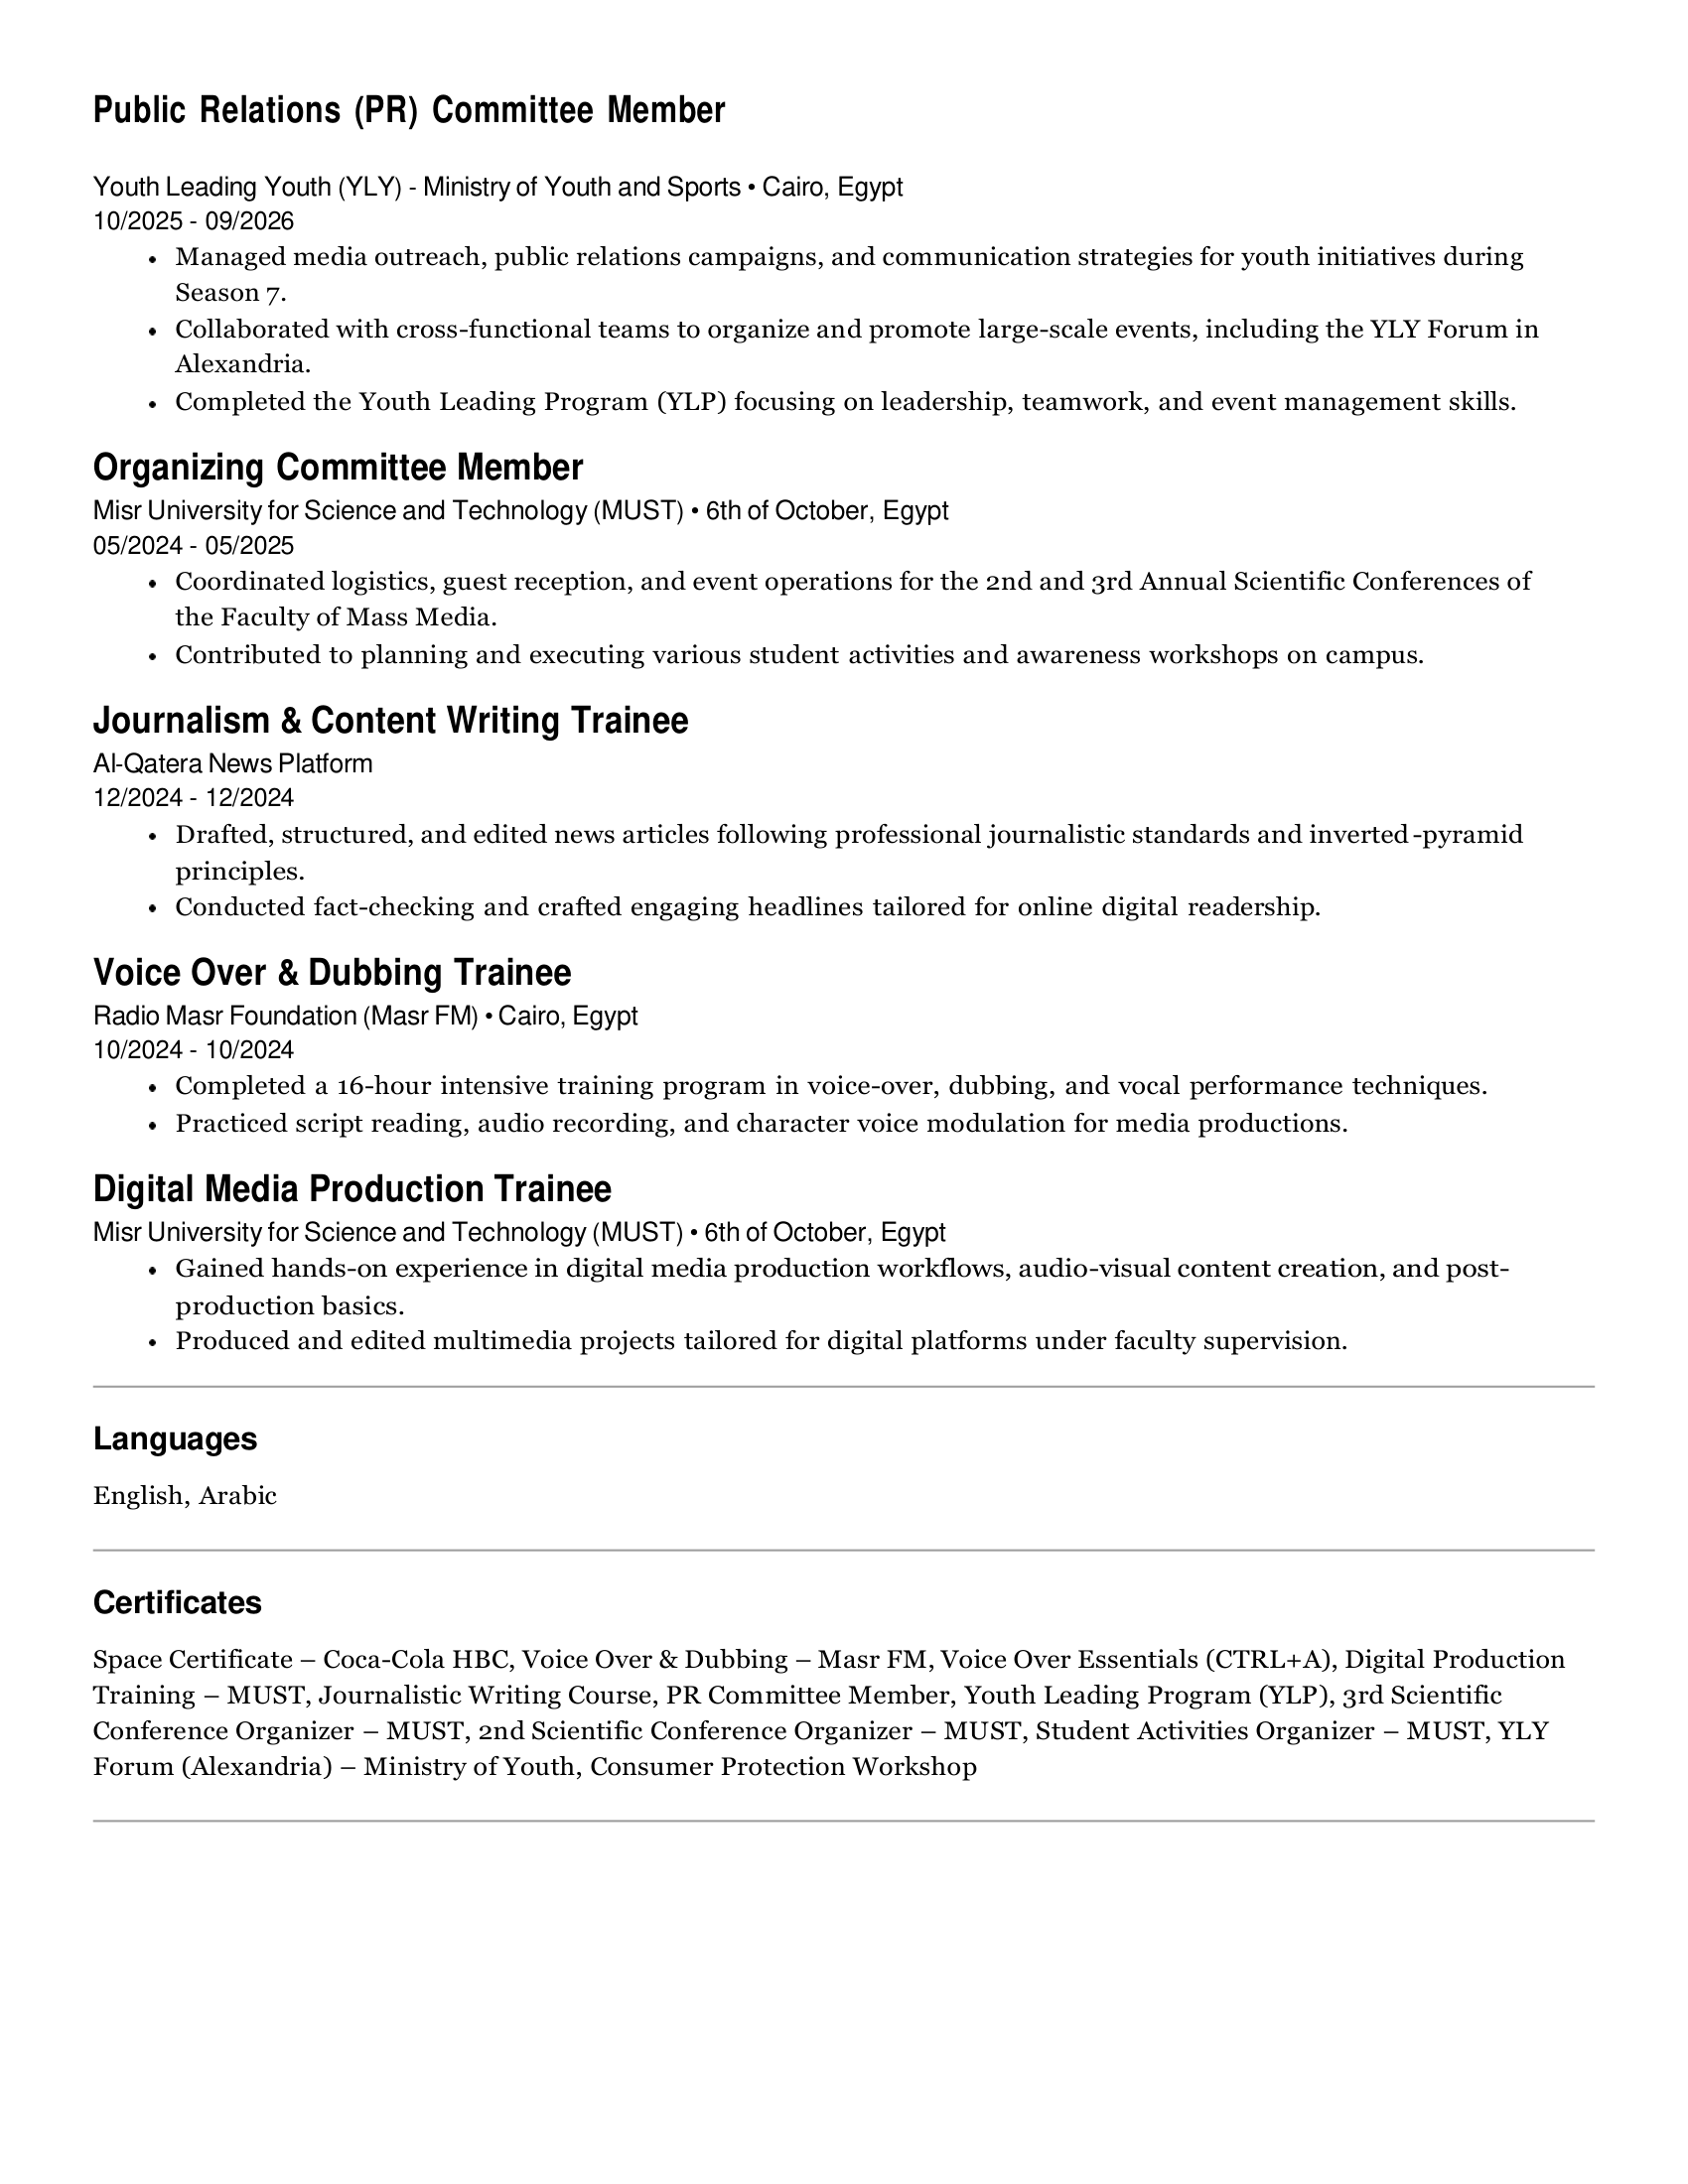 Public Relations (PR) Committee Member
Youth Leading Youth (YLY) - Ministry of Youth and Sports • Cairo, Egypt
10/2025 - 09/2026
• Managed media outreach, public relations campaigns, and communication strategies for youth initiatives during
Season 7.
• Collaborated with cross-functional teams to organize and promote large-scale events, including the YLY Forum in
Alexandria.
• Completed the Youth Leading Program (YLP) focusing on leadership, teamwork, and event management skills.
Organizing Committee Member
Misr University for Science and Technology (MUST) • 6th of October, Egypt
05/2024 - 05/2025
• Coordinated logistics, guest reception, and event operations for the 2nd and 3rd Annual Scientific Conferences of
the Faculty of Mass Media.
• Contributed to planning and executing various student activities and awareness workshops on campus.
Journalism & Content Writing Trainee
Al-Qatera News Platform
12/2024 - 12/2024
• Drafted, structured, and edited news articles following professional journalistic standards and inverted-pyramid
principles.
• Conducted fact-checking and crafted engaging headlines tailored for online digital readership.
Voice Over & Dubbing Trainee
Radio Masr Foundation (Masr FM) • Cairo, Egypt
10/2024 - 10/2024
• Completed a 16-hour intensive training program in voice-over, dubbing, and vocal performance techniques.
• Practiced script reading, audio recording, and character voice modulation for media productions.
Digital Media Production Trainee
Misr University for Science and Technology (MUST) • 6th of October, Egypt
• Gained hands-on experience in digital media production workflows, audio-visual content creation, and post-
production basics.
• Produced and edited multimedia projects tailored for digital platforms under faculty supervision.
Languages
English, Arabic
Certificates
Space Certificate – Coca-Cola HBC, Voice Over & Dubbing – Masr FM, Voice Over Essentials (CTRL+A), Digital Production
Training – MUST, Journalistic Writing Course, PR Committee Member, Youth Leading Program (YLP), 3rd Scientific
Conference Organizer – MUST, 2nd Scientific Conference Organizer – MUST, Student Activities Organizer – MUST, YLY
Forum (Alexandria) – Ministry of Youth, Consumer Protection Workshop